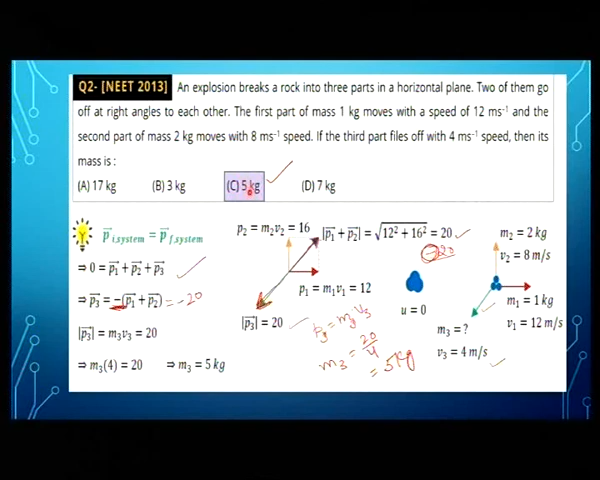 Q2- [NEET 2013] An explosion breaks a rock into three parts in a horizontal plane. Two of them go
off at right angles to each other. The first part of mass 1 kg moves with a speed of 12 ms⁻¹ and the
second part of mass 2 kg moves with 8 ms⁻¹ speed. If the third part files off with 4 ms⁻¹ speed, then its
mass is :
(A) 17 kg (B) 3 kg (C) 5 kg (D) 7 kg
p⃗ i.system = p⃗ f.system
⇒ 0 = p⃗₁ + p⃗₂ + p⃗₃
⇒ p⃗₃ = −(p⃗₁ + p⃗₂) = −20
|p⃗₃| = m₃v₃ = 20
⇒ m₃(4) = 20 ⇒ m₃ = 5 kg
p₂ = m₂v₂ = 16
|p⃗₁ + p⃗₂| = √(12² + 16²) = 20
−20
p₁ = m₁v₁ = 12
|p⃗₃| = 20
p₃ = m₃v₃
m₃ = 20/4
= 5kg
u = 0
m₂ = 2 kg
v₂ = 8 m/s
m₁ = 1 kg
v₁ = 12 m/s
m₃ = ?
v₃ = 4 m/s